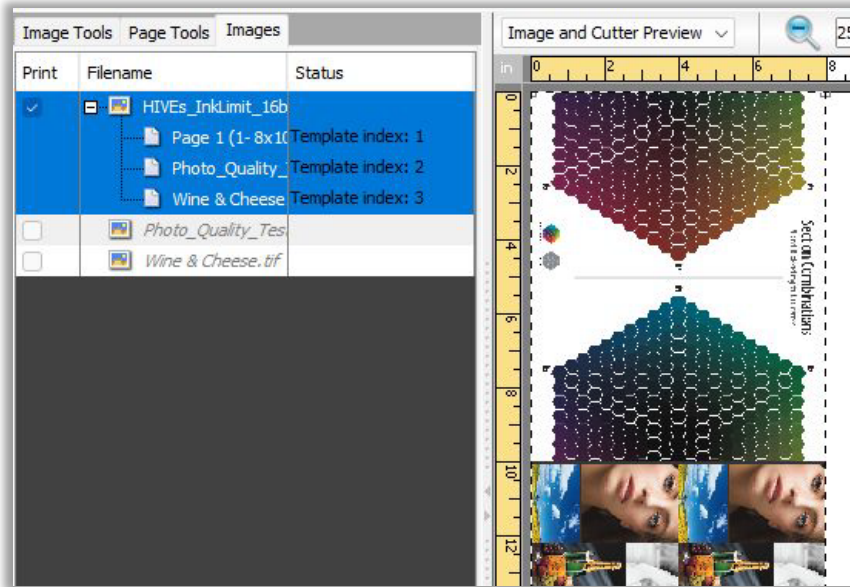 Image Tools Page Tools Images
Print Filename Status
HIVEs_InkLimit_16b
Page 1 (1- 8x10 Template index: 1
Photo_Quality_ Template index: 2
Wine & Cheese Template index: 3
Photo_Quality_Tes
Wine & Cheese.tif
Image and Cutter Preview 25
in 0 2 4 6 8
0
2
4
6
8
10
12
Section Combinations